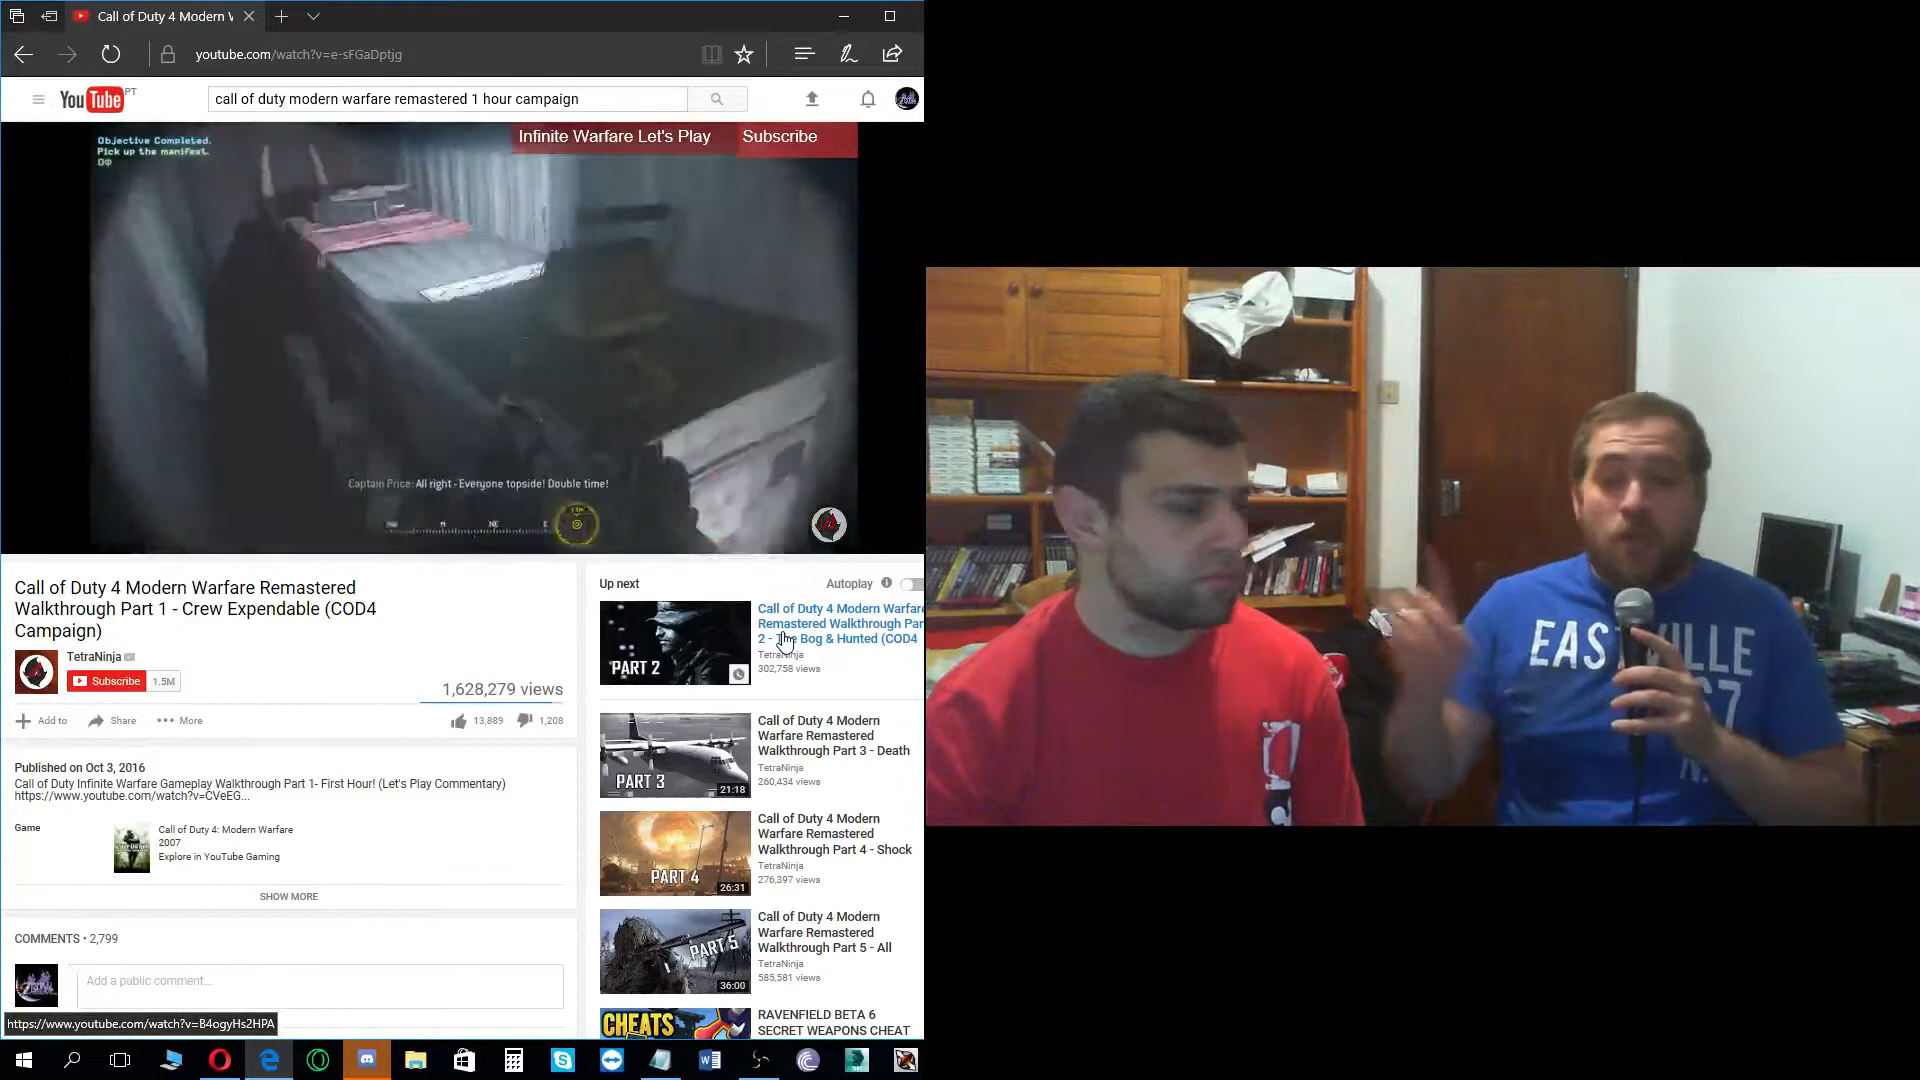 Call of Duty 4 Modern V
youtube.com/watch?v=e-sFGaDptjg
YouTube PT
call of duty modern warfare remastered 1 hour campaign
Objective Completed.
Pick up the manifest.
Infinite Warfare Let's Play
Subscribe
Captain Price: All right - Everyone topside! Double time!
NW N NE E
Call of Duty 4 Modern Warfare Remastered
Walkthrough Part 1 - Crew Expendable (COD4
Campaign)
TetraNinja
Subscribe 1.5M
1,628,279 views
Add to Share More
13,889 1,208
Published on Oct 3, 2016
Call of Duty Infinite Warfare Gameplay Walkthrough Part 1- First Hour! (Let's Play Commentary)
https://www.youtube.com/watch?v=CVeEG...
Game
Call of Duty 4: Modern Warfare
2007
Explore in YouTube Gaming
SHOW MORE
COMMENTS • 2,799
Add a public comment...
https://www.youtube.com/watch?v=B4ogyHs2HPA
Up next
Autoplay
PART 2
Call of Duty 4 Modern Warfare
Remastered Walkthrough Par
2 - The Bog & Hunted (COD4
TetraNinja
302,758 views
PART 3
21:18
Call of Duty 4 Modern
Warfare Remastered
Walkthrough Part 3 - Death
TetraNinja
260,434 views
PART 4
26:31
Call of Duty 4 Modern
Warfare Remastered
Walkthrough Part 4 - Shock
TetraNinja
276,397 views
PART 5
36:00
Call of Duty 4 Modern
Warfare Remastered
Walkthrough Part 5 - All
TetraNinja
585,581 views
CHEATS
RAVENFIELD BETA 6
SECRET WEAPONS CHEAT